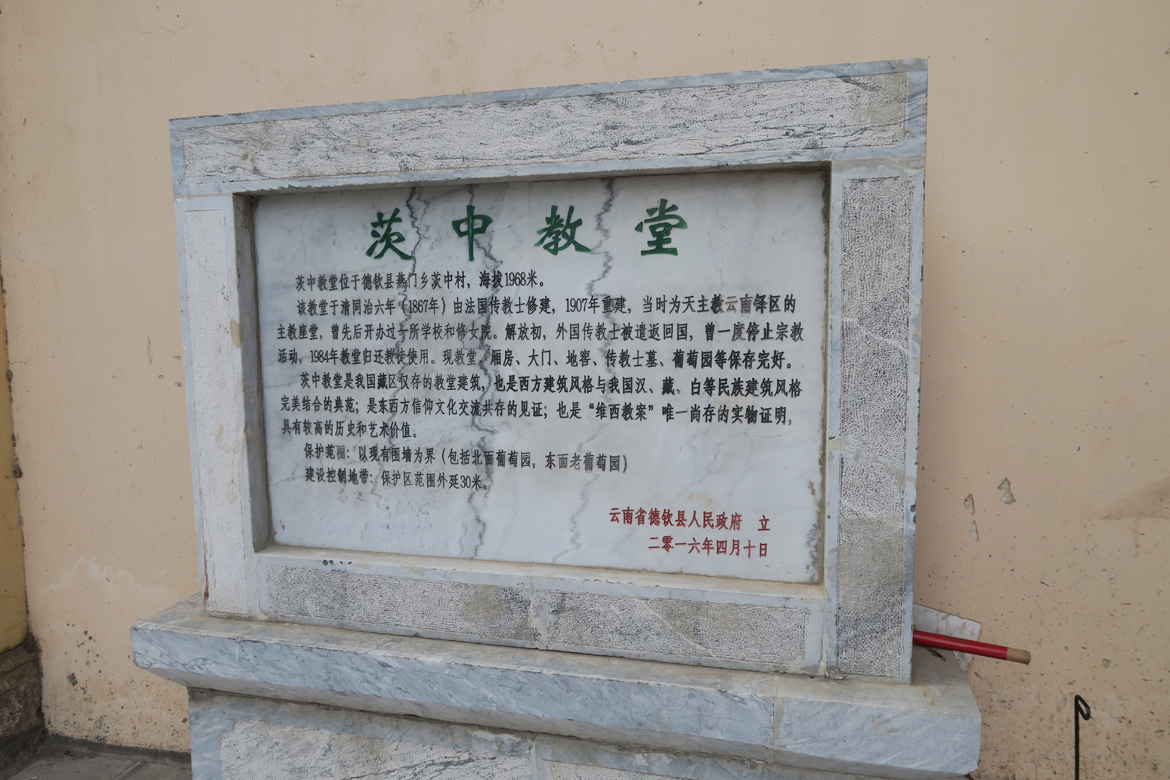 茨中教堂
茨中教堂位于德钦县燕门乡茨中村，海拔1968米。
该教堂于清同治六年（1867年）由法国传教士修建，1907年重建，当时为天主教云南铎区的
主教座堂，曾先后开办过一所学校和修女院。解放初，外国传教士被遣返回国，曾一度停止宗教
活动，1984年教堂归还教徒使用。现教堂、厢房、大门、地窖、传教士墓、葡萄园等保存完好。
茨中教堂是我国藏区仅存的教堂建筑，也是西方建筑风格与我国汉、藏、白等民族建筑风格
完美结合的典范；是东西方信仰文化交流共存的见证；也是“维西教案”唯一尚存的实物证明，
具有较高的历史和艺术价值。
保护范围：以现有围墙为界（包括北面葡萄园，东面老葡萄园）
建设控制地带：保护区范围外延30米。
云南省德钦县人民政府 立
二零一六年四月十日